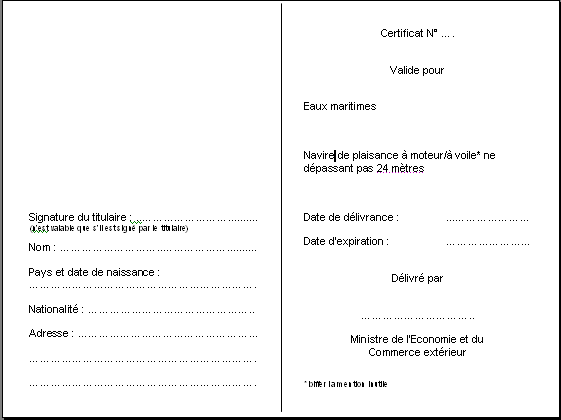 Signature du titulaire : ................................
(n'est valable que s'il est signé par le titulaire)
Nom : ................................................
Pays et date de naissance :
................................................
Nationalité : ................................................
Adresse : ................................................
................................................
................................................
Certificat N° ....
Valide pour
Eaux maritimes
Navire de plaisance à moteur/à voile* ne
dépassant pas 24 mètres
Date de délivrance : ........................
Date d'expiration : ........................
Délivré par
................................
Ministre de l'Economie et du
Commerce extérieur
* biffer la mention inutile